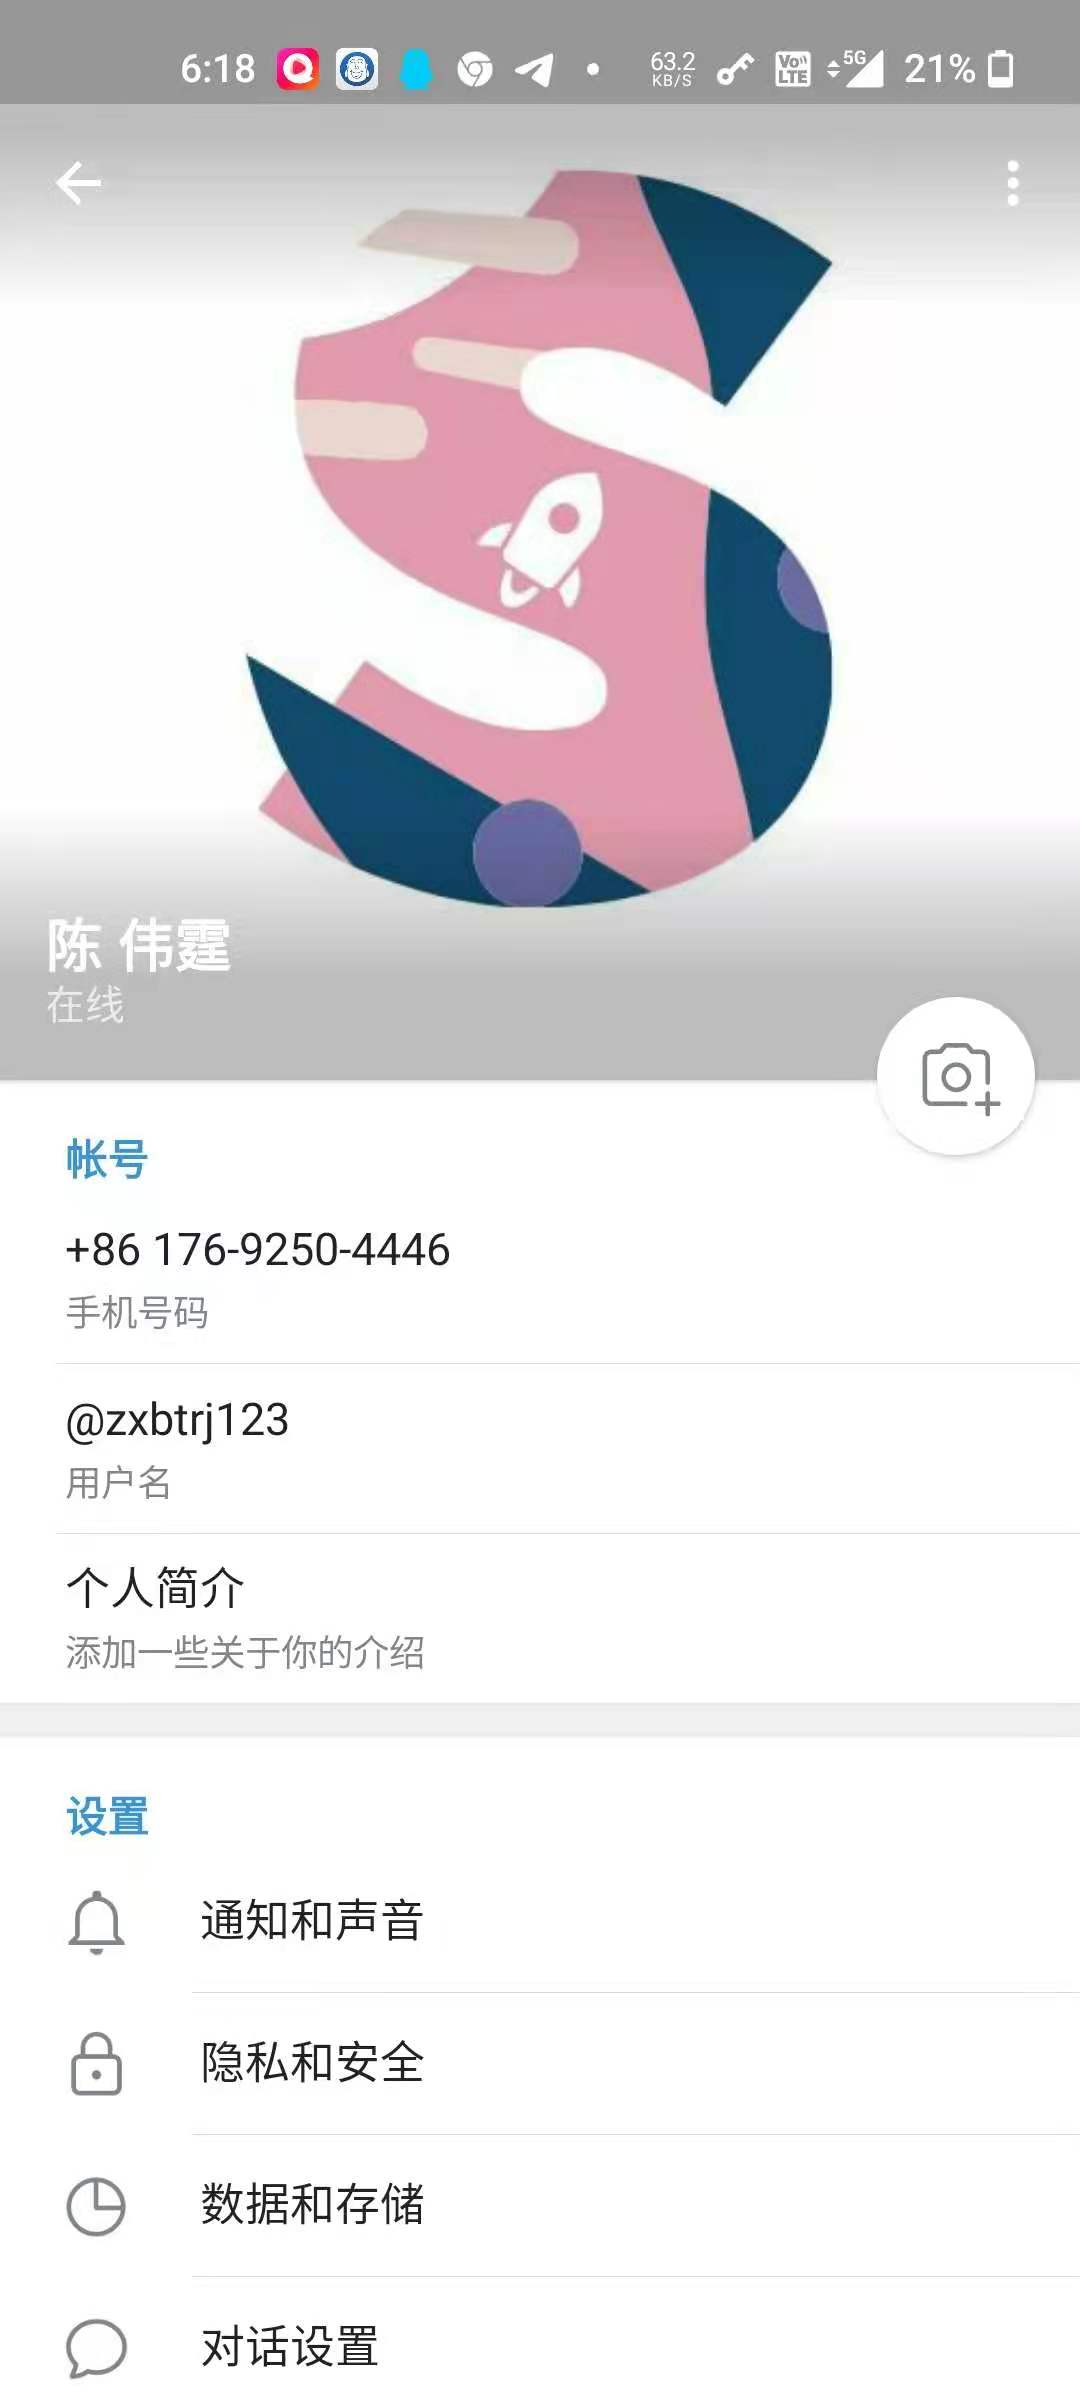 6:18
63.2
KB/S
Vo))
LTE
5G
21%
陈 伟霆
在线
帐号
+86 176-9250-4446
手机号码
@zxbtrj123
用户名
个人简介
添加一些关于你的介绍
设置
通知和声音
隐私和安全
数据和存储
对话设置